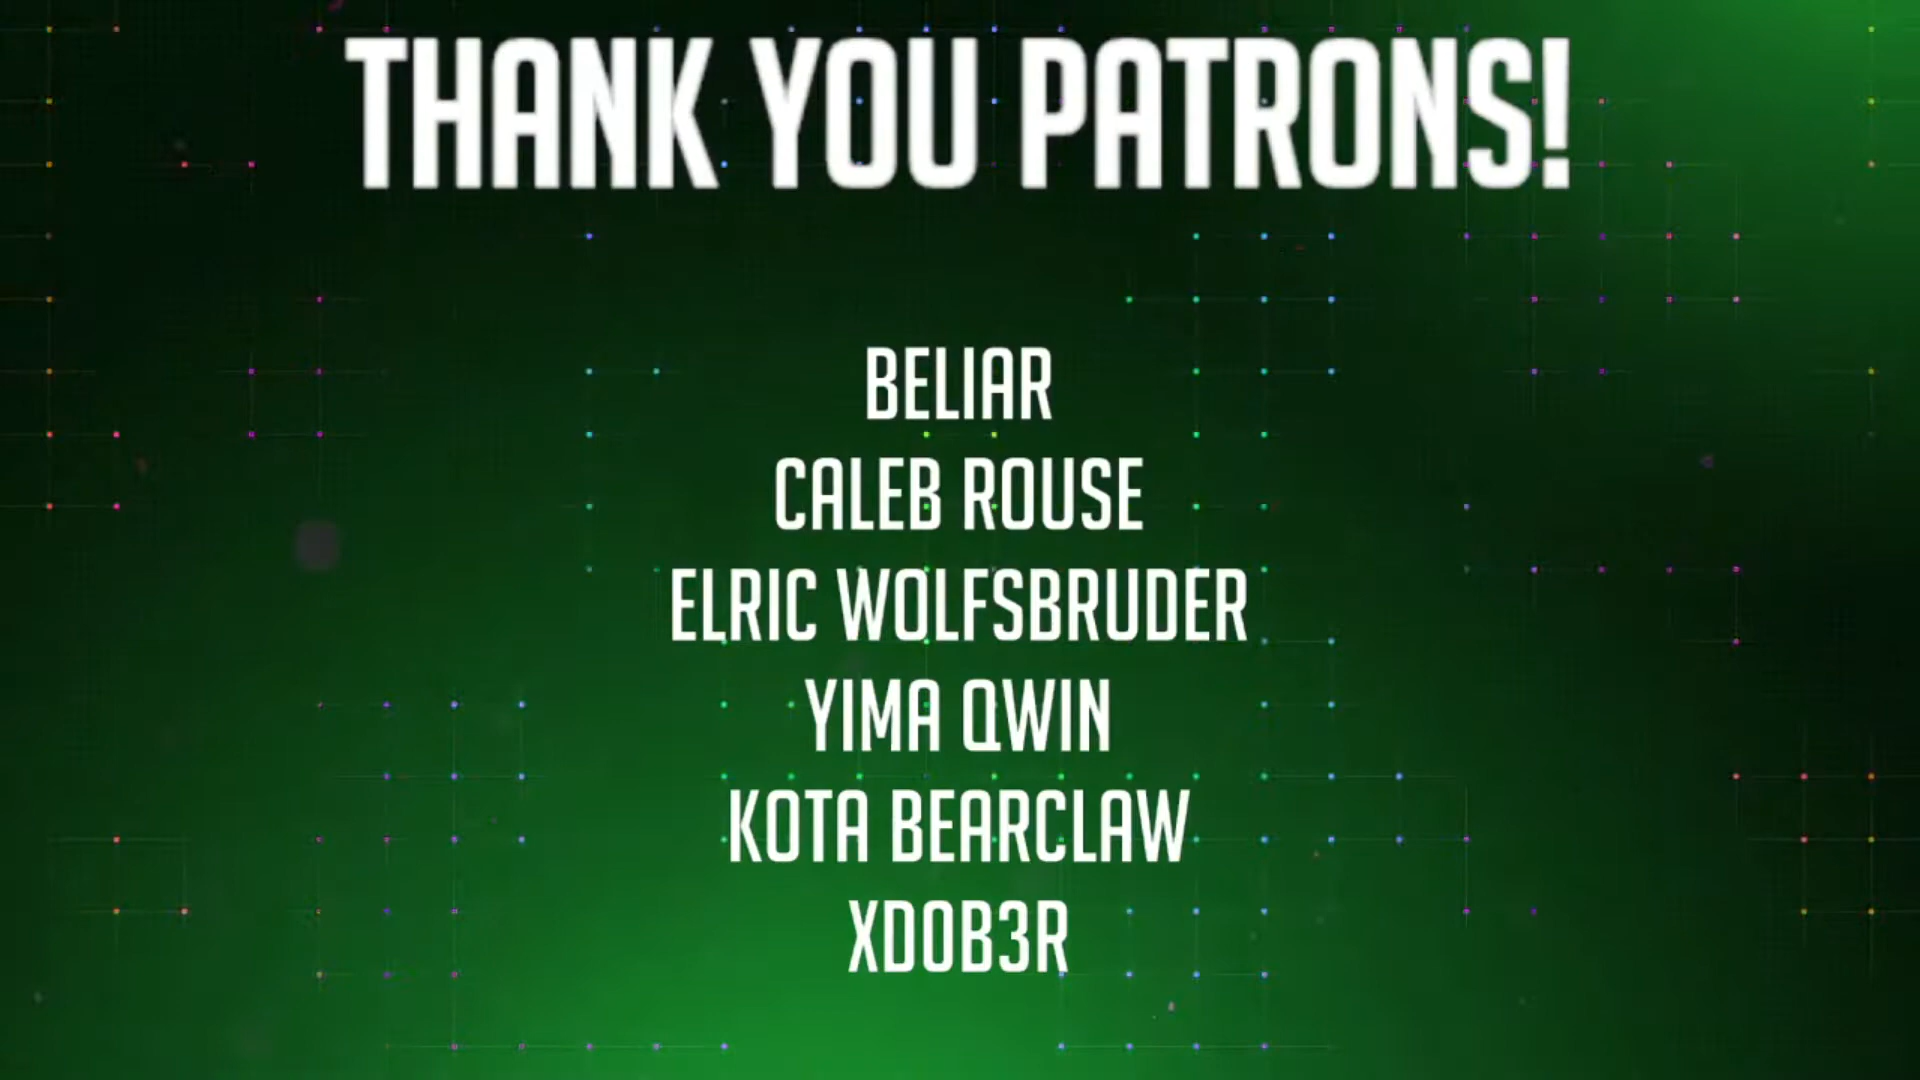 THANK YOU PATRONS!
BELIAR
CALEB ROUSE
ELRIC WOLFSBRUDER
YIMA QWIN
KOTA BEARCLAW
XD0B3R